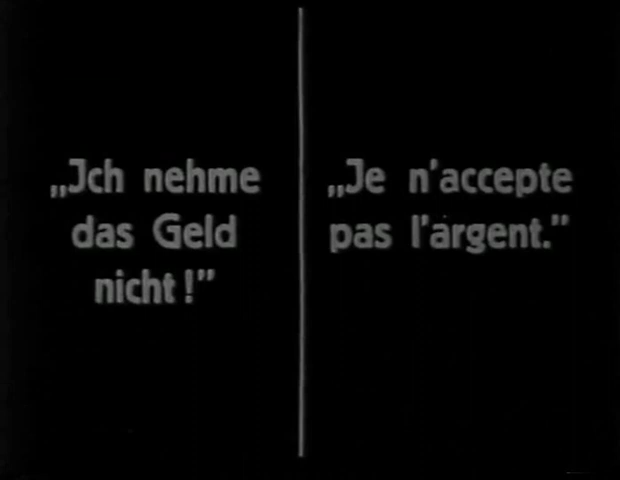 „Jch nehme
das Geld
nicht!”
„Je n'accepte
pas l'argent.”